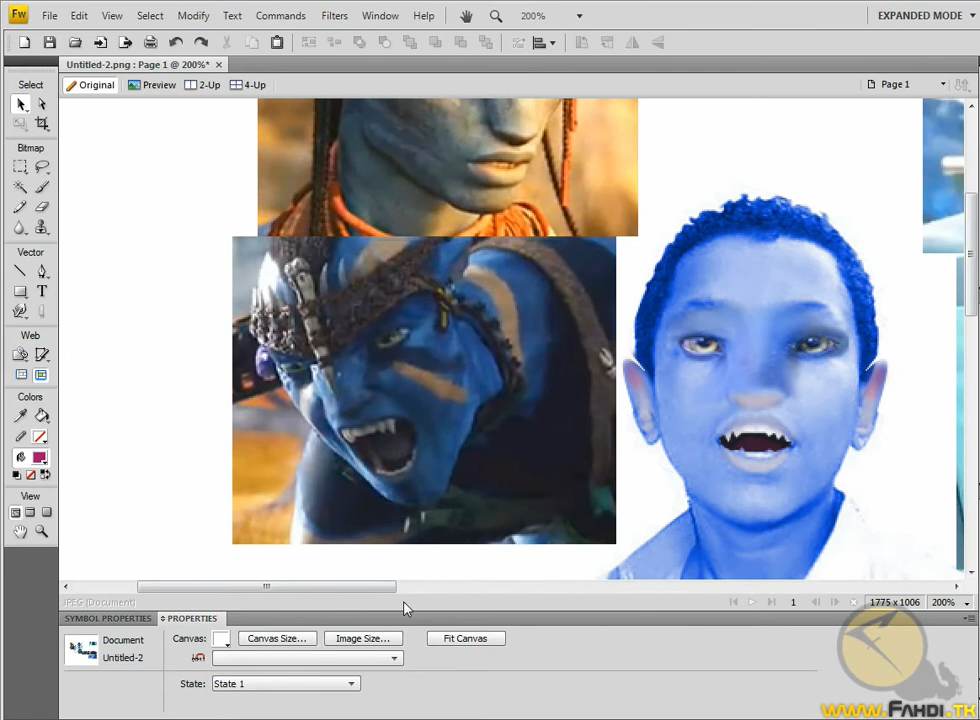 Fw File Edit View Select Modify Text Commands Filters Window Help 200% EXPANDED MODE
Untitled-2.png : Page 1 @ 200%* ×
Select Original Preview 2-Up 4-Up Page 1
Bitmap
Vector
T
Web
Colors
View
JPEG (Document) 1 1775 x 1006 200%
SYMBOL PROPERTIES PROPERTIES
Document Canvas: Canvas Size... Image Size... Fit Canvas
Untitled-2
State: State 1
www.FAHDI.TK